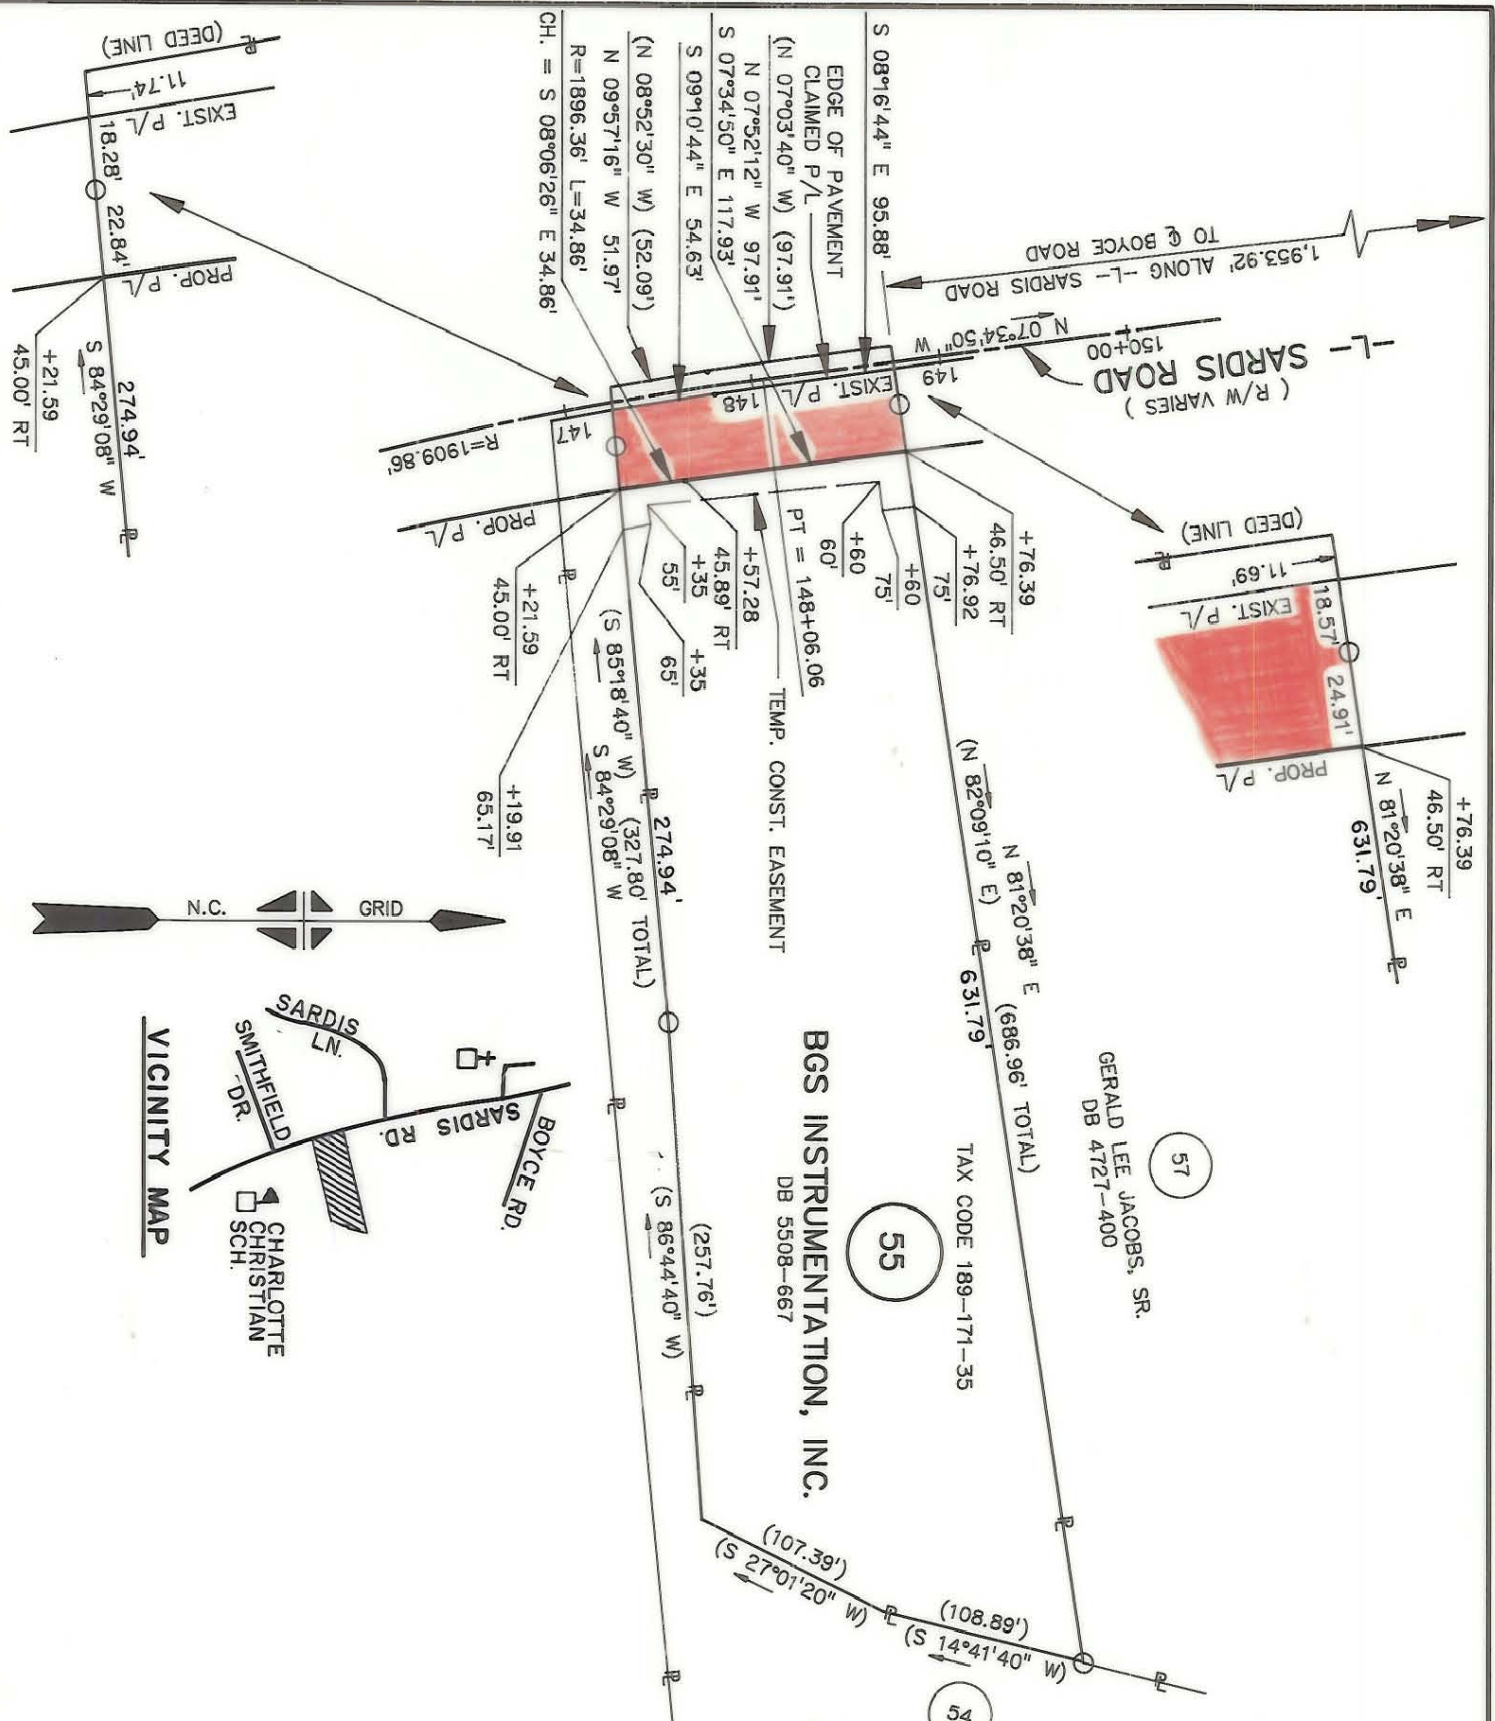 S 08°16'44" E 95.88'
EDGE OF PAVEMENT
CLAIMED P/L
(N 07°03'40" W) (97.91')
N 07°52'12" W 97.91'
S 07°34'50" E 117.93'
S 09°10'44" E 54.63'
(N 08°52'30" W) (52.09')
N 09°57'16" W 51.97'
R=1896.36' L=34.86'
CH. = S 08°06'26" E 34.86'
1,953.92' ALONG -L- SARDIS ROAD
TO ℄ BOYCE ROAD
N 07°34'50" W
150+00
-L- SARDIS ROAD
( R/W VARIES )
149
148
147
EXIST. P/L
R=1909.86'
PROP. P/L
(DEED LINE)
11.74'
EXIST. P/L
18.28'
22.84'
PROP. P/L
274.94'
S 84°29'08" W
+21.59
45.00' RT
(DEED LINE)
11.69'
EXIST. P/L
18.57'
24.91'
PROP. P/L
N 81°20'38" E
631.79'
+76.39
46.50' RT
+76.39
46.50' RT
+76.92
75'
+60
75'
+60
60'
PT = 148+06.06
+57.28
45.89' RT
+35
55'
+35
65'
+21.59
45.00' RT
+19.91
65.17'
TEMP. CONST. EASEMENT
(N 82°09'10" E)
N 81°20'38" E
631.79'
(686.96' TOTAL)
(S 85°18'40" W)
274.94'
(327.80' TOTAL)
S 84°29'08" W
GERALD LEE JACOBS, SR.
DB 4727-400
57
TAX CODE 189-171-35
55
BGS INSTRUMENTATION, INC.
DB 5508-667
(257.76')
(S 86°44'40" W)
(107.39')
(S 27°01'20" W)
(108.89')
(S 14°41'40" W)
54
N.C.
GRID
SARDIS
LN.
SMITHFIELD
DR.
SARDIS
RD.
BOYCE RD.
CHARLOTTE
CHRISTIAN
SCH.
VICINITY MAP